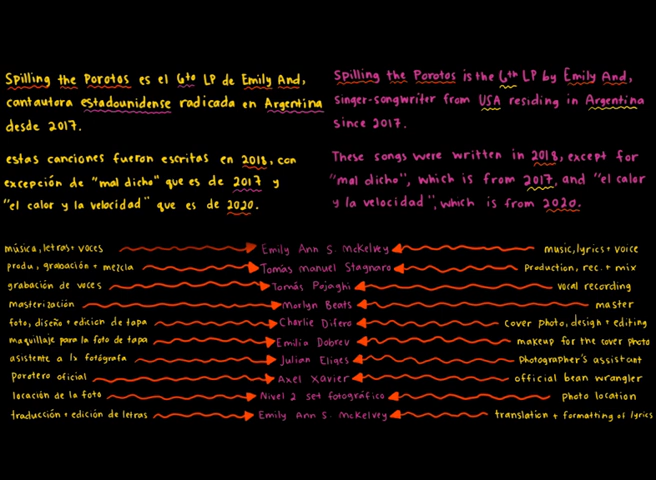 Spilling the Porotos es el 6to LP de Emily And,
cantautora estadounidense radicada en Argentina
desde 2017.
estas canciones fueron escritas en 2018, con
excepción de "mal dicho" que es de 2017 y
"el calor y la velocidad" que es de 2020.
Spilling the Porotos is the 6th LP by Emily And,
singer-songwriter from USA residing in Argentina
since 2017.
These songs were written in 2018, except for
"mal dicho", which is from 2017, and "el calor
y la velocidad", which is from 2020.
música, letras + voces Emily Ann S. McKelvey music, lyrics + voice
produ, grabación + mezcla Tomás Manuel Stagnaro Production, rec. + mix
grabación de voces Tomás Pojaghi vocal recording
masterización Morlyn Beats master
foto, diseño + edicion de tapa Charlie Difero cover photo, design + editing
maquillaje para la foto de tapa Emilia Dobrev makeup for the cover photo
asistente a lx fotógrafa Julian Eliges Photographer's assistant
porotero oficial Axel Xavier official bean wrangler
locación de la foto Nivel 2 set fotográfico photo location
traducción + edición de letras Emily Ann S. McKelvey translation + formatting of lyrics